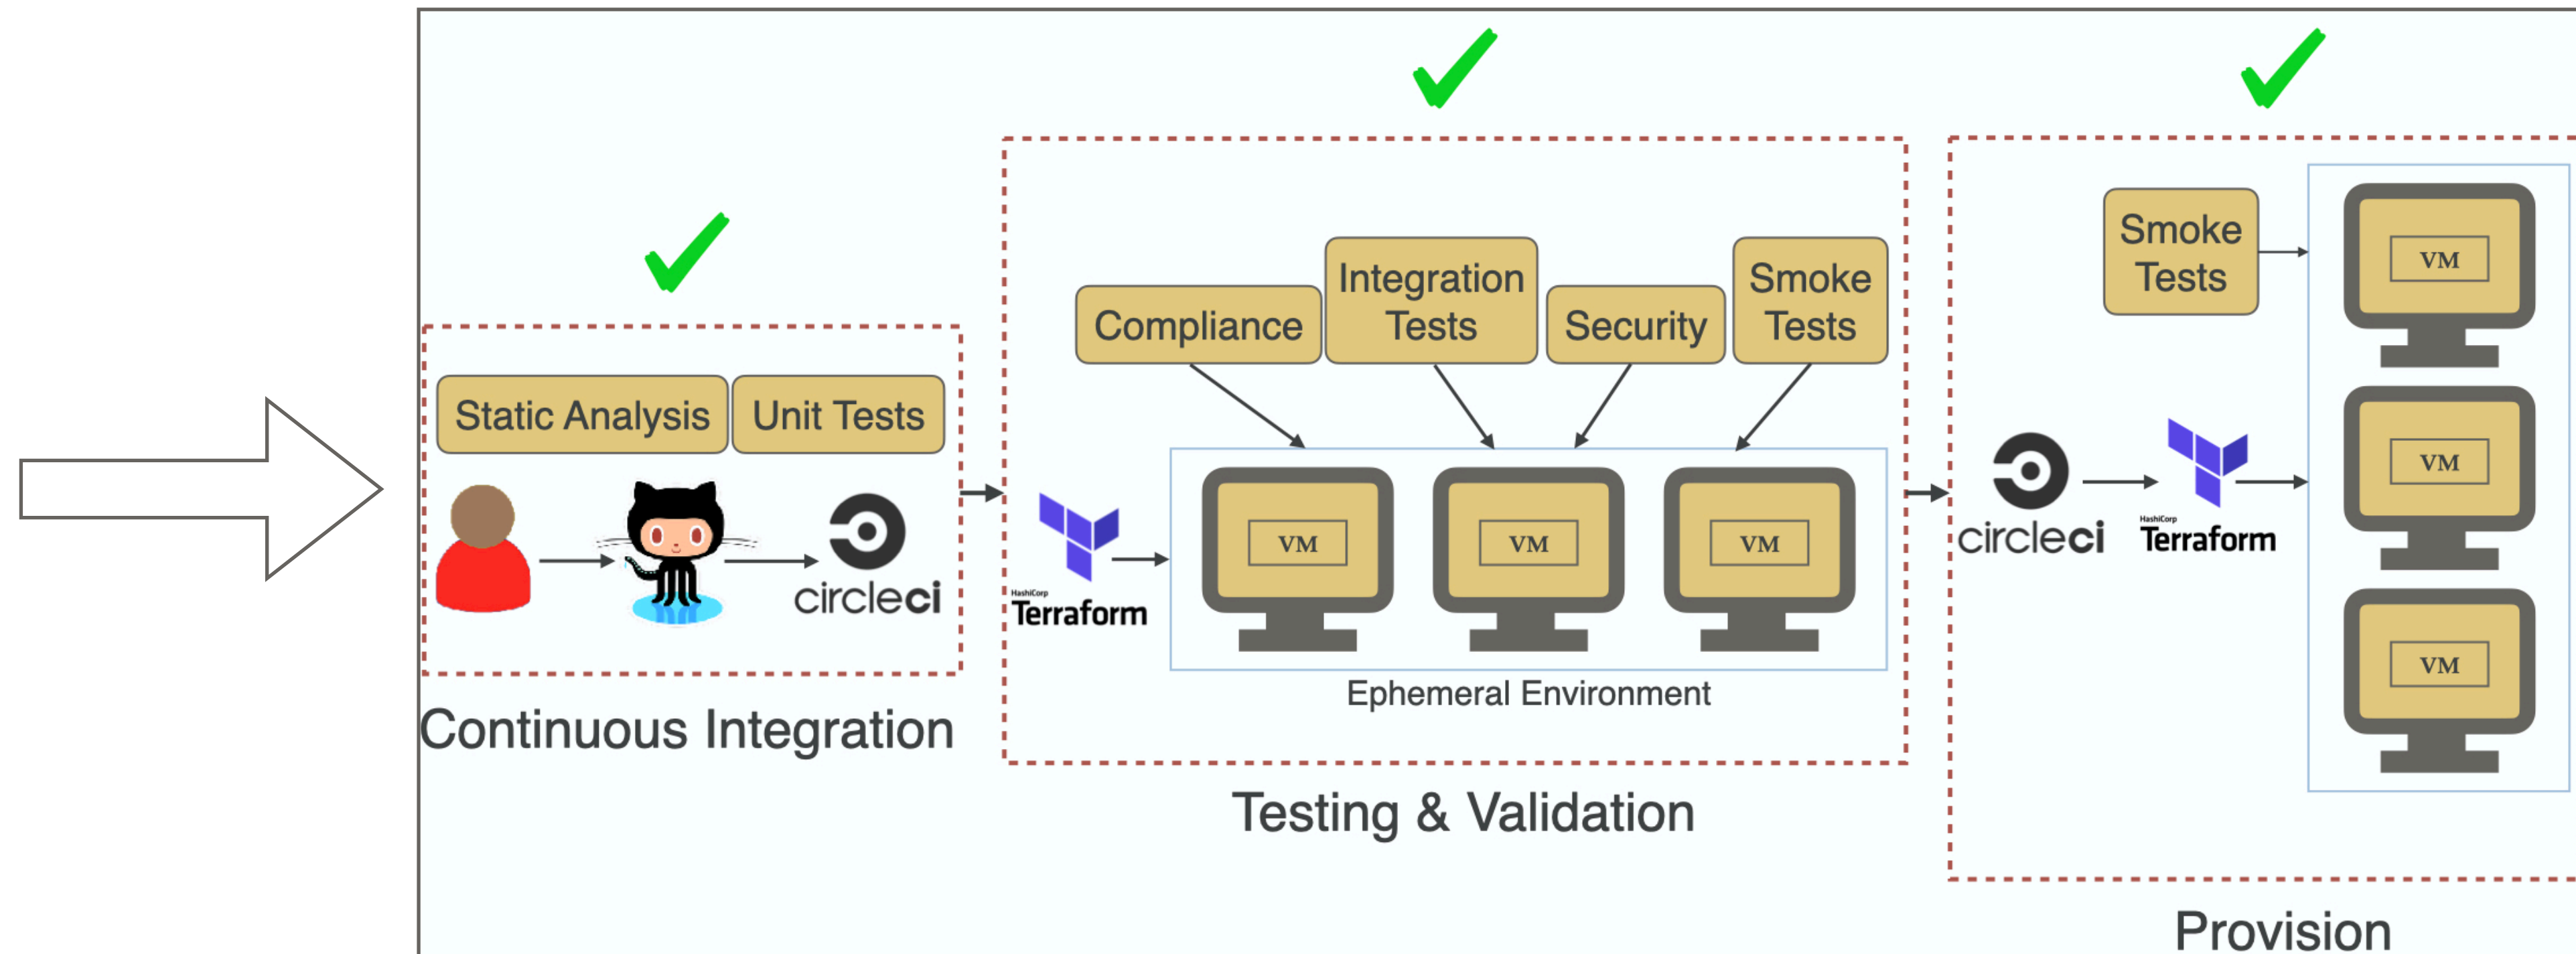 Static Analysis
Unit Tests
circleci
Continuous Integration
Compliance
Integration
Tests
Security
Smoke
Tests
HashiCorp
Terraform
VM
VM
VM
Ephemeral Environment
Testing & Validation
Smoke
Tests
circleci
HashiCorp
Terraform
VM
VM
VM
Provision